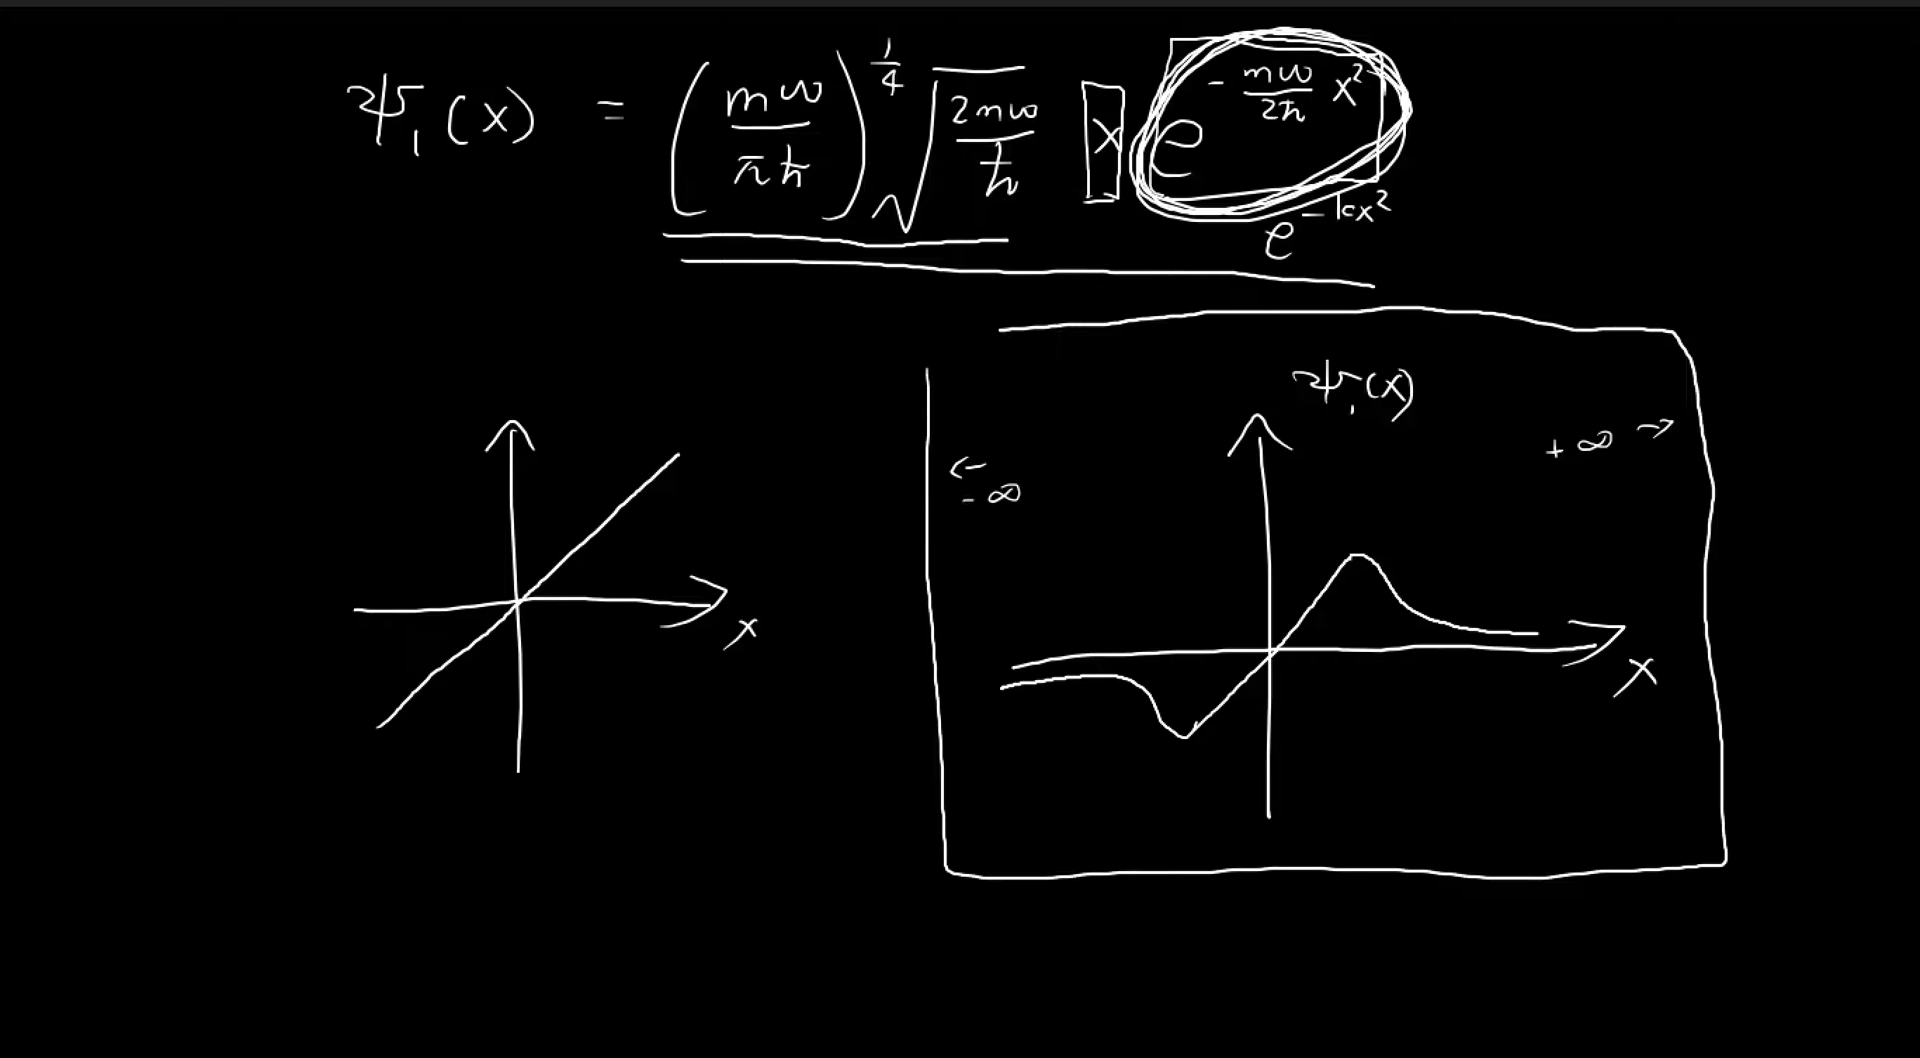 ψ₁(x) = (mω/πħ)^(1/4) √(2mω/ħ) x e^(-(mω/2ħ) x²)
e^(-kx²)
ψ₁(x)
+∞ →
←
-∞
x
x